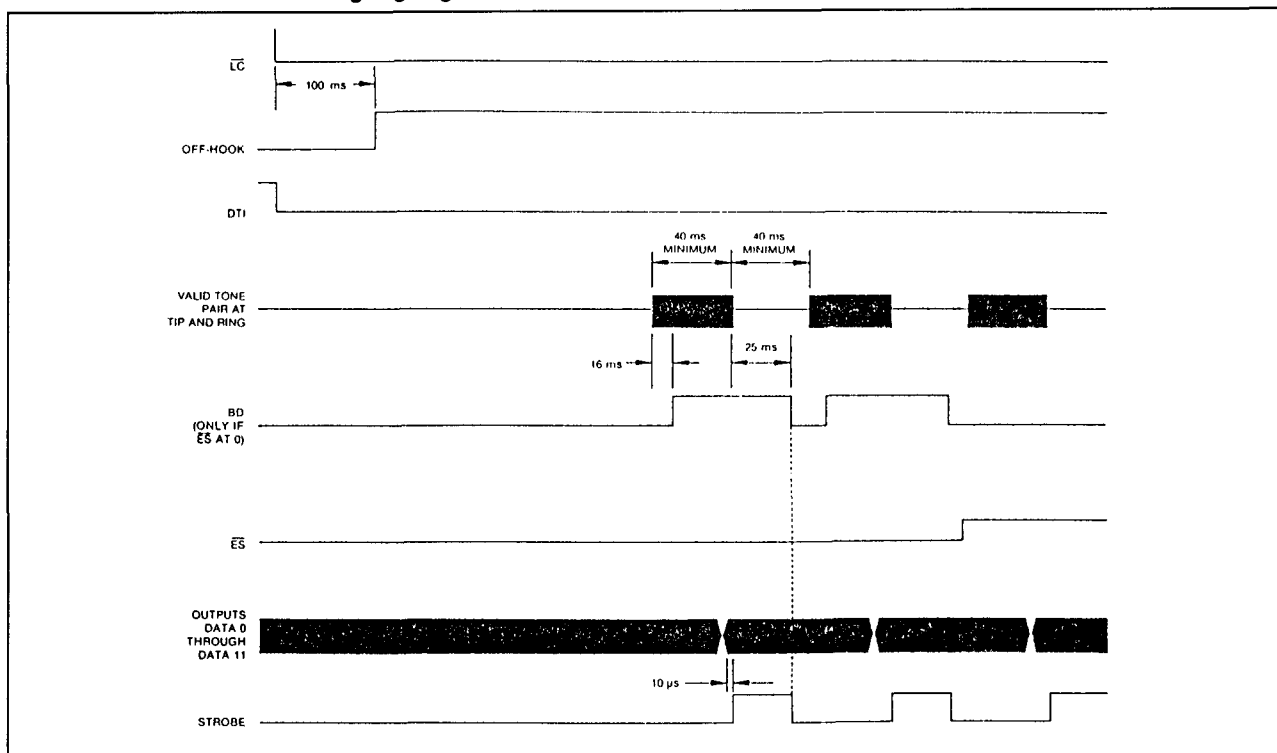 LC
100 ms
OFF-HOOK
DTI
40 ms
MINIMUM
40 ms
MINIMUM
VALID TONE
PAIR AT
TIP AND RING
25 ms
16 ms
BD
(ONLY IF
ES AT 0)
ES
OUTPUTS
DATA 0
THROUGH
DATA 11
10 µs
STROBE